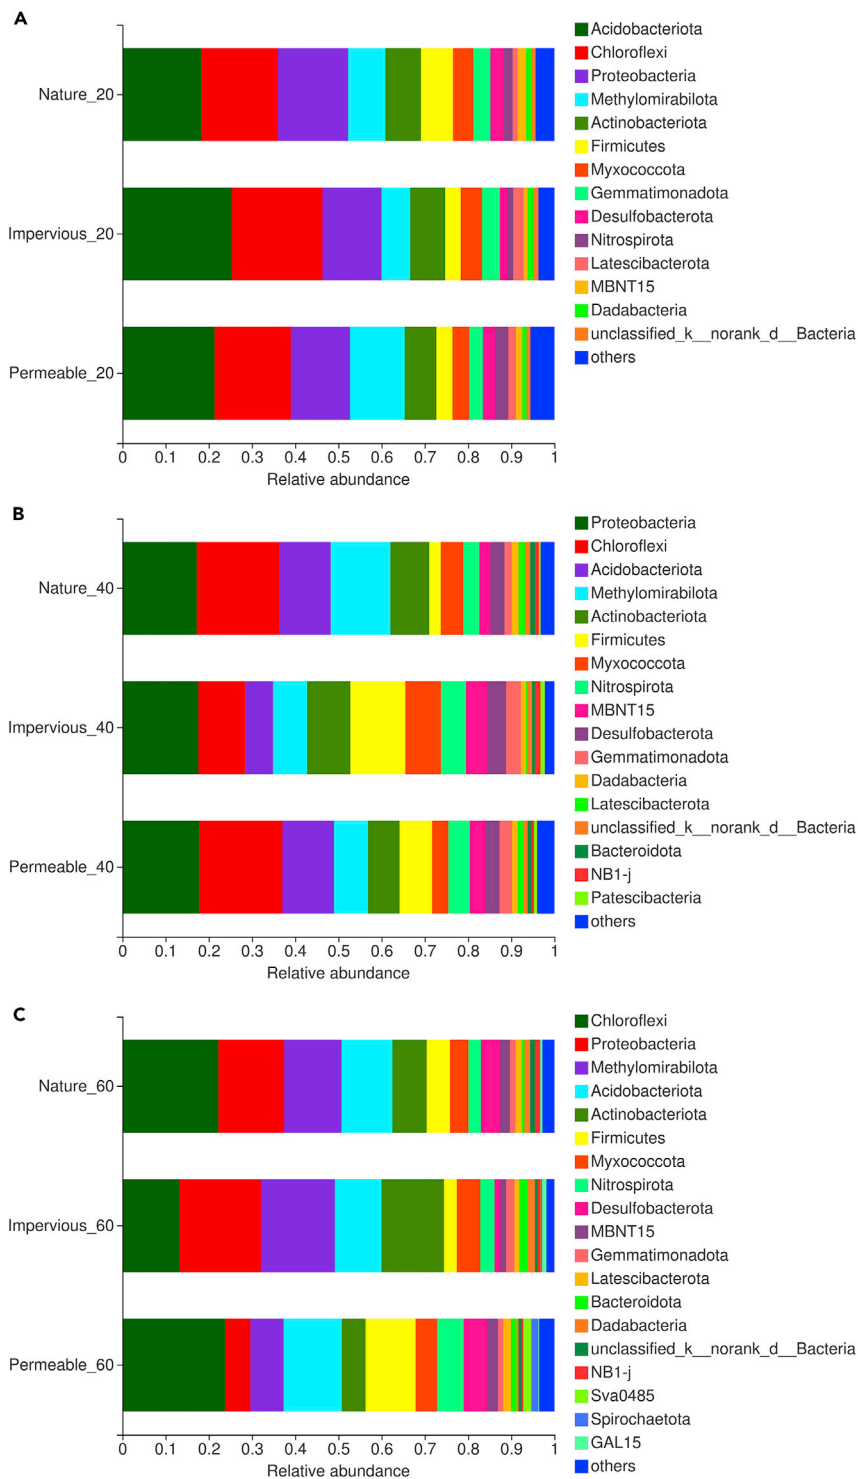 A
Nature_20
Impervious_20
Permeable_20
0 0.1 0.2 0.3 0.4 0.5 0.6 0.7 0.8 0.9 1
Relative abundance
Acidobacteriota
Chloroflexi
Proteobacteria
Methylomirabilota
Actinobacteriota
Firmicutes
Myxococcota
Gemmatimonadota
Desulfobacterota
Nitrospirota
Latescibacterota
MBNT15
Dadabacteria
unclassified_k__norank_d__Bacteria
others
B
Nature_40
Impervious_40
Permeable_40
0 0.1 0.2 0.3 0.4 0.5 0.6 0.7 0.8 0.9 1
Relative abundance
Proteobacteria
Chloroflexi
Acidobacteriota
Methylomirabilota
Actinobacteriota
Firmicutes
Myxococcota
Nitrospirota
MBNT15
Desulfobacterota
Gemmatimonadota
Dadabacteria
Latescibacterota
unclassified_k__norank_d__Bacteria
Bacteroidota
NB1-j
Patescibacteria
others
C
Nature_60
Impervious_60
Permeable_60
0 0.1 0.2 0.3 0.4 0.5 0.6 0.7 0.8 0.9 1
Relative abundance
Chloroflexi
Proteobacteria
Methylomirabilota
Acidobacteriota
Actinobacteriota
Firmicutes
Myxococcota
Nitrospirota
Desulfobacterota
MBNT15
Gemmatimonadota
Latescibacterota
Bacteroidota
Dadabacteria
unclassified_k__norank_d__Bacteria
NB1-j
Sva0485
Spirochaetota
GAL15
others